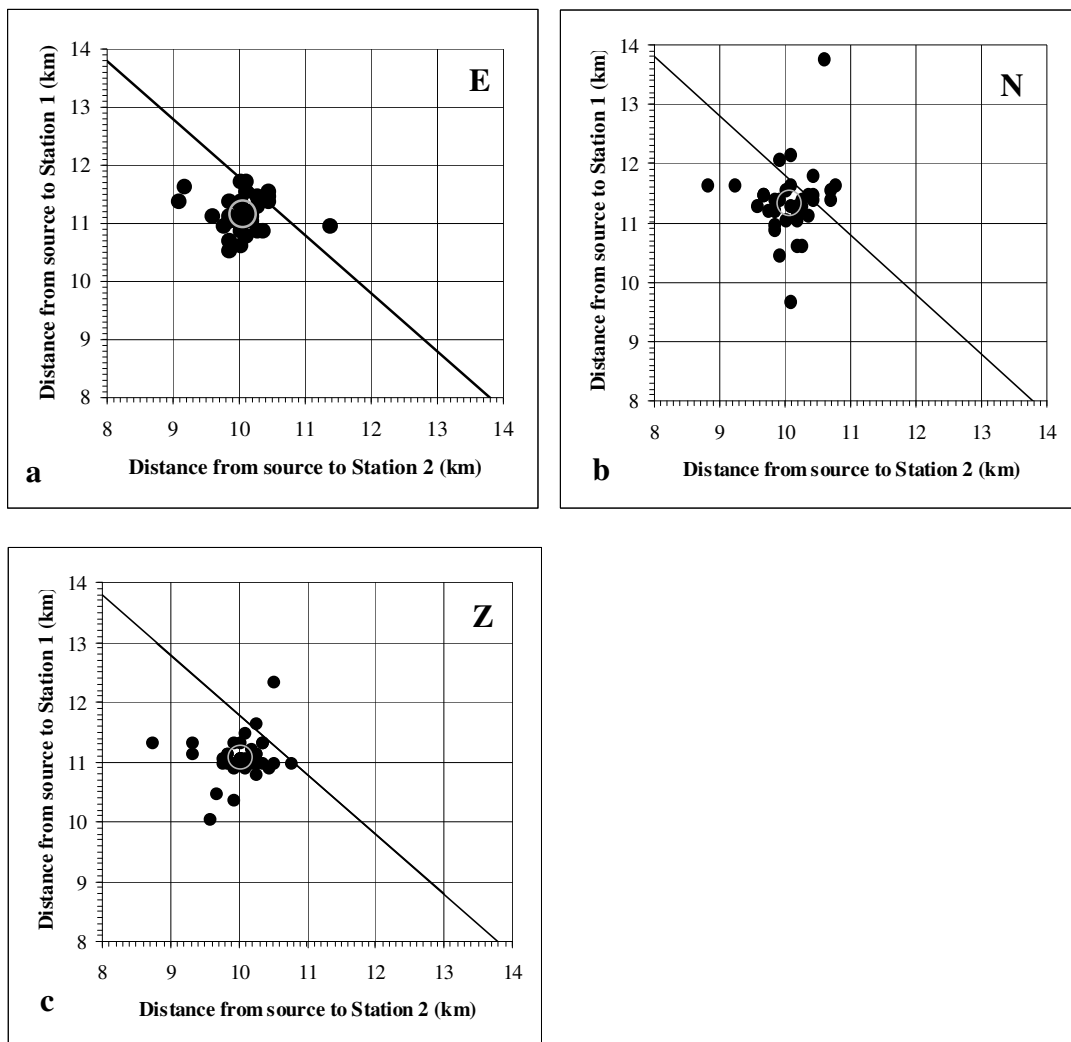 E
14
13
12
11
10
9
8
8 9 10 11 12 13 14
Distance from source to Station 1 (km)
Distance from source to Station 2 (km)
a
N
14
13
12
11
10
9
8
8 9 10 11 12 13 14
Distance from source to Station 1 (km)
Distance from source to Station 2 (km)
b
Z
14
13
12
11
10
9
8
8 9 10 11 12 13 14
Distance from source to Station 1 (km)
Distance from source to Station 2 (km)
c